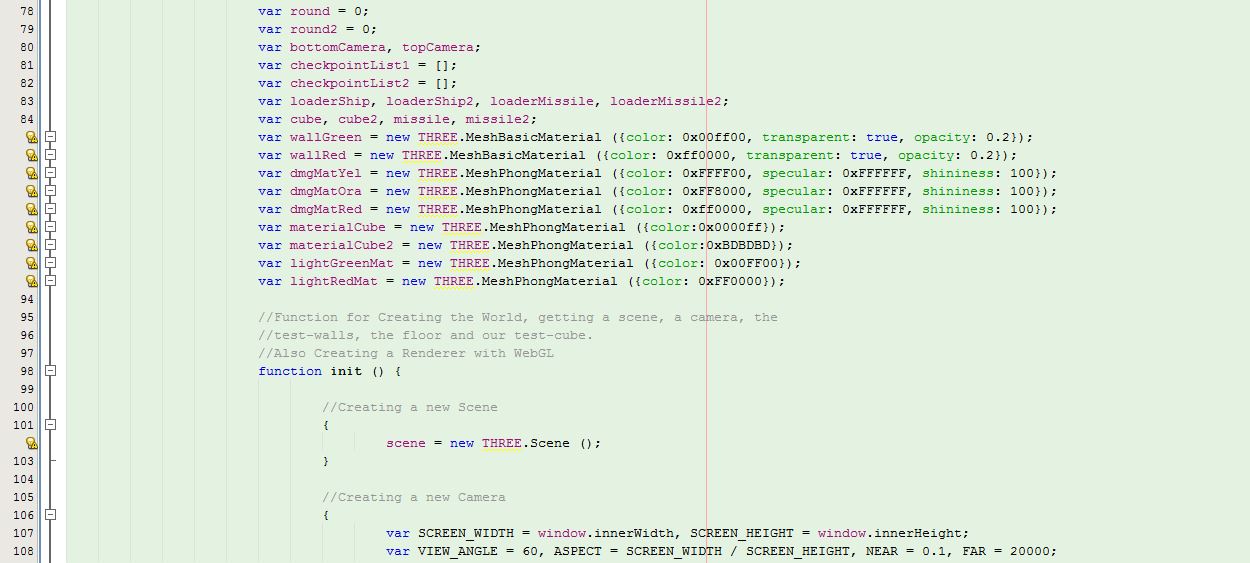 78 var round = 0;
79 var round2 = 0;
80 var bottomCamera, topCamera;
81 var checkpointList1 = [];
82 var checkpointList2 = [];
83 var loaderShip, loaderShip2, loaderMissile, loaderMissile2;
84 var cube, cube2, missile, missile2;
var wallGreen = new THREE.MeshBasicMaterial ({color: 0x00ff00, transparent: true, opacity: 0.2});
var wallRed = new THREE.MeshBasicMaterial ({color: 0xff0000, transparent: true, opacity: 0.2});
var dmgMatYel = new THREE.MeshPhongMaterial ({color: 0xFFFF00, specular: 0xFFFFFF, shininess: 100});
var dmgMatOra = new THREE.MeshPhongMaterial ({color: 0xFF8000, specular: 0xFFFFFF, shininess: 100});
var dmgMatRed = new THREE.MeshPhongMaterial ({color: 0xff0000, specular: 0xFFFFFF, shininess: 100});
var materialCube = new THREE.MeshPhongMaterial ({color:0x0000ff});
var materialCube2 = new THREE.MeshPhongMaterial ({color:0xBDBDBD});
var lightGreenMat = new THREE.MeshPhongMaterial ({color: 0x00FF00});
var lightRedMat = new THREE.MeshPhongMaterial ({color: 0xFF0000});
94
95 //Function for Creating the World, getting a scene, a camera, the
96 //test-walls, the floor and our test-cube.
97 //Also Creating a Renderer with WebGL
98 function init () {
99
100 //Creating a new Scene
101 {
scene = new THREE.Scene ();
103 }
104
105 //Creating a new Camera
106 {
107 var SCREEN_WIDTH = window.innerWidth, SCREEN_HEIGHT = window.innerHeight;
108 var VIEW_ANGLE = 60, ASPECT = SCREEN_WIDTH / SCREEN_HEIGHT, NEAR = 0.1, FAR = 20000;